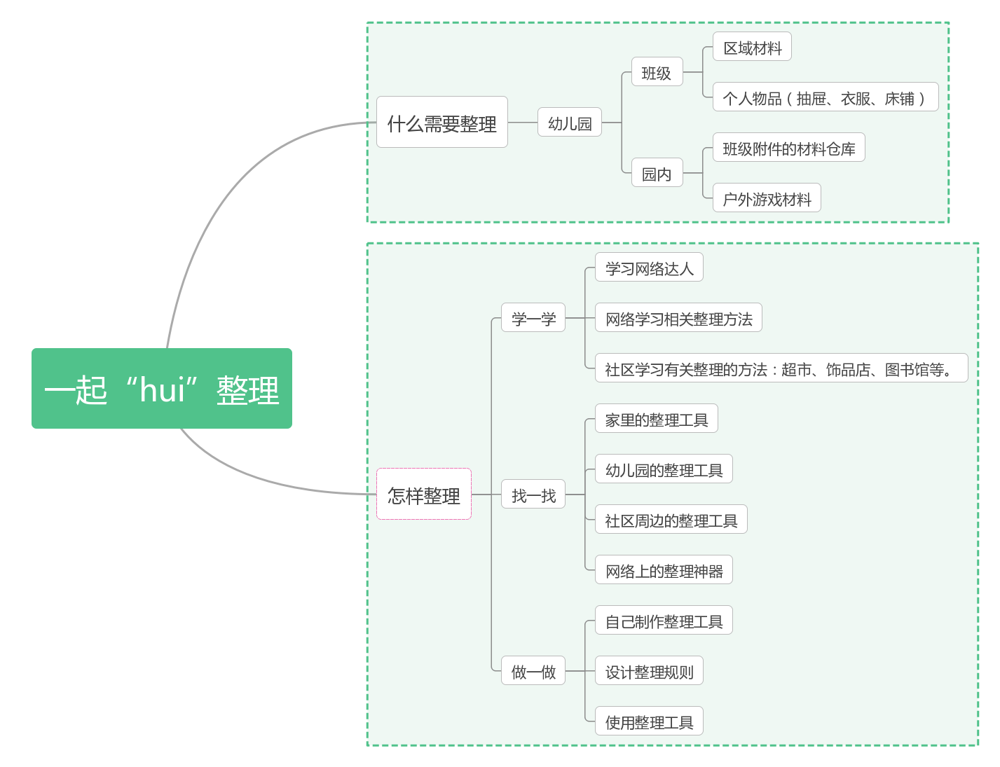 一起“hui”整理
什么需要整理
幼儿园
班级
区域材料
个人物品（抽屉、衣服、床铺）
园内
班级附件的材料仓库
户外游戏材料
怎样整理
学一学
学习网络达人
网络学习相关整理方法
社区学习有关整理的方法：超市、饰品店、图书馆等。
找一找
家里的整理工具
幼儿园的整理工具
社区周边的整理工具
网络上的整理神器
做一做
自己制作整理工具
设计整理规则
使用整理工具